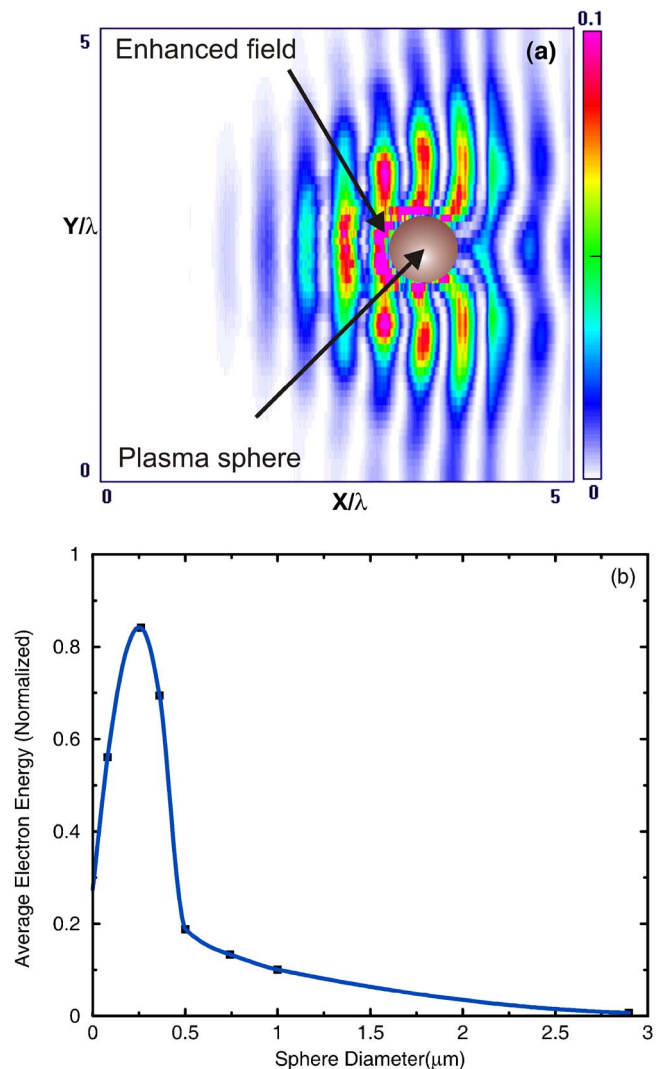 5
Enhanced field
(a)
0.1
Y/λ
Plasma sphere
0
0
X/λ
5
0
(b)
1
0.8
0.6
0.4
0.2
0
Average Electron Energy (Normalized)
0
0.5
1
1.5
2
2.5
3
Sphere Diameter(μm)